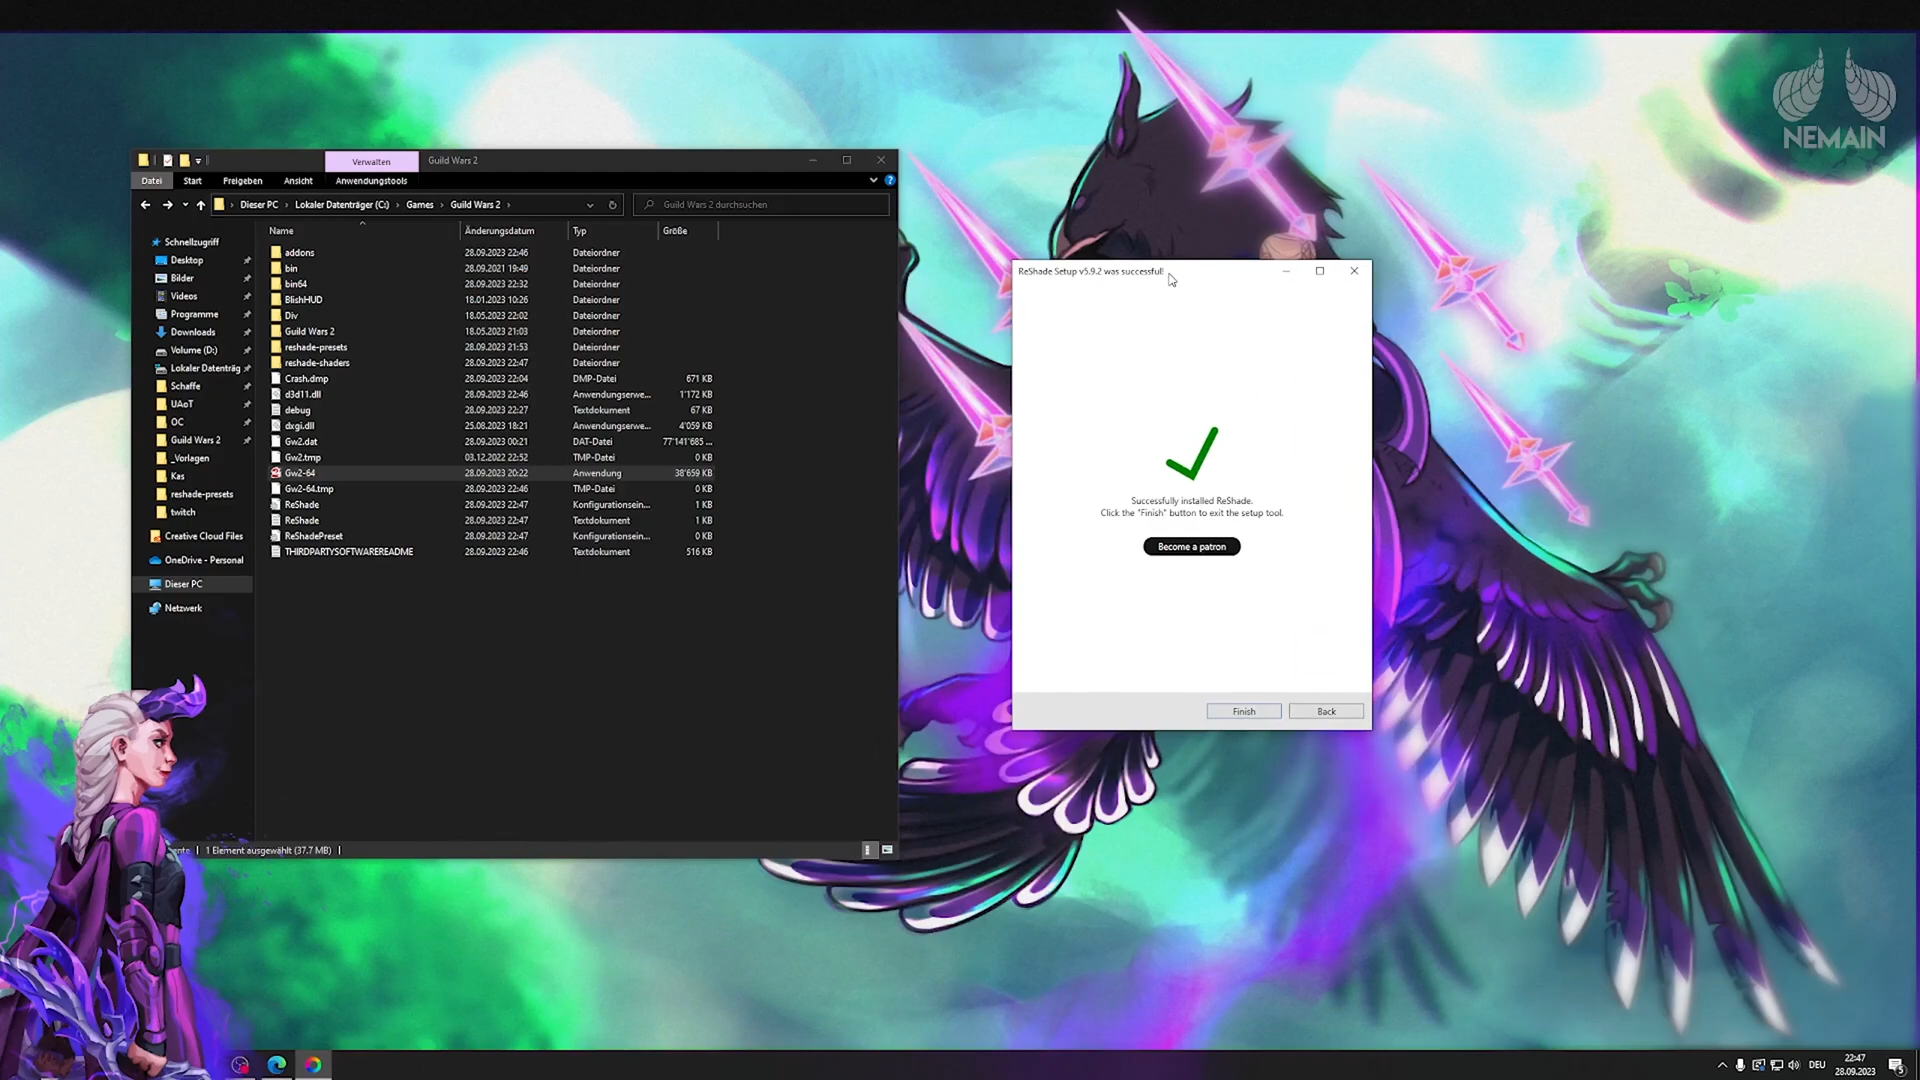 NEMAIN
Verwalten
Guild Wars 2
Datei
Start
Freigeben
Ansicht
Anwendungstools
Dieser PC › Lokaler Datenträger (C:) › Games › Guild Wars 2 ›
Guild Wars 2 durchsuchen
Name Änderungsdatum Typ Größe
addons 28.09.2023 22:46 Dateiordner
bin 28.09.2021 19:49 Dateiordner
bin64 28.09.2023 22:32 Dateiordner
BlishHUD 18.01.2023 10:26 Dateiordner
Div 18.05.2023 22:02 Dateiordner
Guild Wars 2 18.05.2023 21:03 Dateiordner
reshade-presets 28.09.2023 21:53 Dateiordner
reshade-shaders 28.09.2023 22:47 Dateiordner
Crash.dmp 28.09.2023 22:04 DMP-Datei 671 KB
d3d11.dll 28.09.2023 22:46 Anwendungserwe... 1'172 KB
debug 28.09.2023 22:27 Textdokument 67 KB
dxgi.dll 25.08.2023 18:21 Anwendungserwe... 4'059 KB
Gw2.dat 28.09.2023 00:21 DAT-Datei 77'141'685 ...
Gw2.tmp 03.12.2022 22:52 TMP-Datei 0 KB
Gw2-64 28.09.2023 20:22 Anwendung 38'659 KB
Gw2-64.tmp 28.09.2023 22:46 TMP-Datei 0 KB
ReShade 28.09.2023 22:47 Konfigurationsein... 1 KB
ReShade 28.09.2023 22:47 Textdokument 1 KB
ReShadePreset 28.09.2023 22:47 Konfigurationsein... 0 KB
THIRDPARTYSOFTWAREREADME 28.09.2023 22:46 Textdokument 516 KB
Schnellzugriff
Desktop
Bilder
Videos
Programme
Downloads
Volume (D:)
Lokaler Datenträg
Schaffe
UAoT
OC
Guild Wars 2
_Vorlagen
Kas
reshade-presets
twitch
Creative Cloud Files
OneDrive - Personal
Dieser PC
Netzwerk
1 Element ausgewählt (37.7 MB)
ReShade Setup v5.9.2 was successful!
Successfully installed ReShade.
Click the "Finish" button to exit the setup tool.
Become a patron
Finish
Back
DEU
22:47
28.09.2023